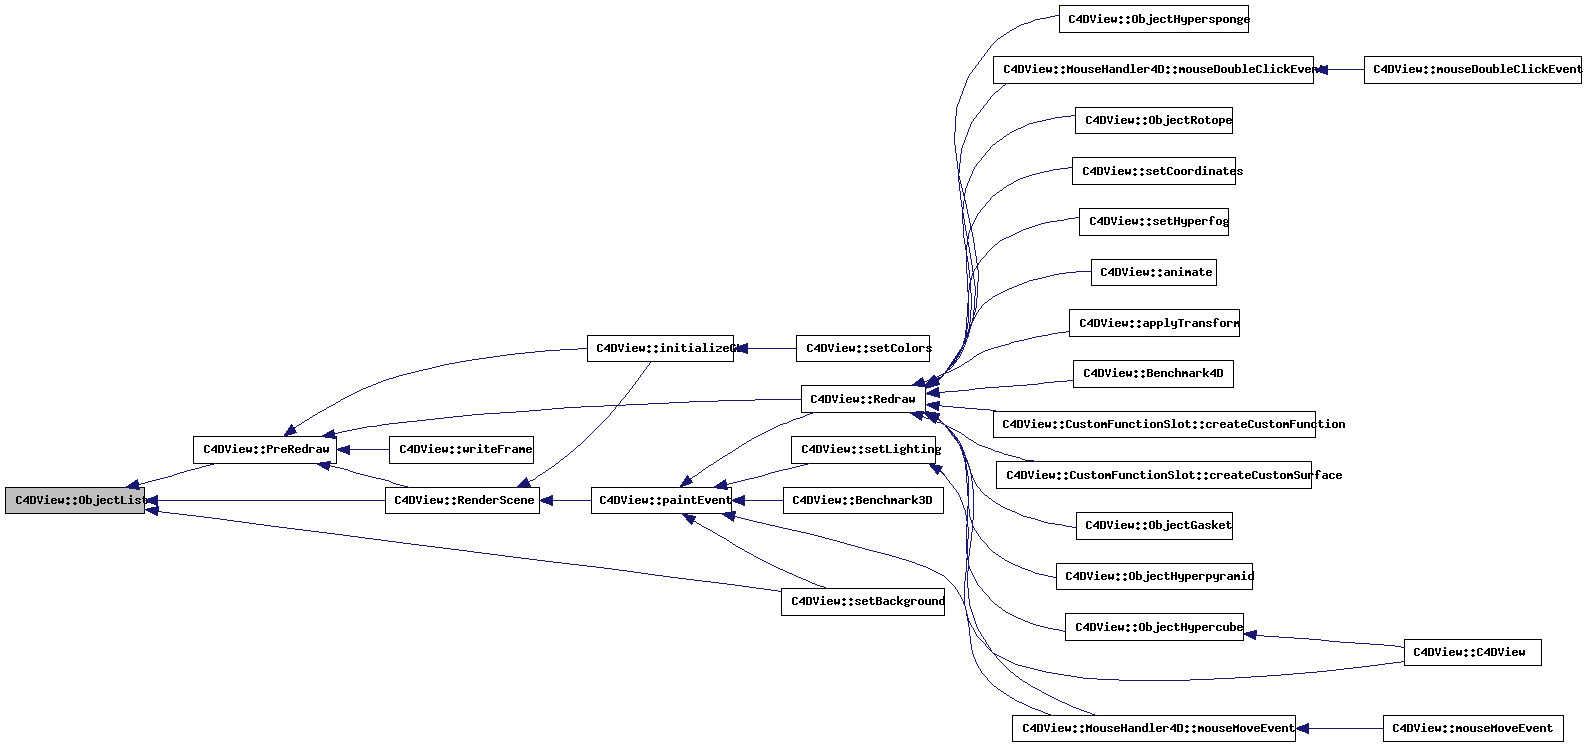 C4DView::ObjectHypersponge
C4DView::MouseHandler4D::mouseDoubleClickEven
C4DView::mouseDoubleClickEvent
C4DView::ObjectRotope
C4DView::setCoordinates
C4DView::setHyperfog
C4DView::animate
C4DView::applyTransform
C4DView::initializeG
C4DView::setColors
C4DView::Benchmark4D
C4DView::Redraw
C4DView::CustomFunctionSlot::createCustomFunction
C4DView::PreRedraw
C4DView::writeFrame
C4DView::setLighting
C4DView::CustomFunctionSlot::createCustomSurface
C4DView::ObjectList
C4DView::RenderScene
C4DView::paintEvent
C4DView::Benchmark3D
C4DView::ObjectGasket
C4DView::ObjectHyperpyramid
C4DView::setBackground
C4DView::ObjectHypercube
C4DView::C4DView
C4DView::MouseHandler4D::mouseMoveEvent
C4DView::mouseMoveEvent